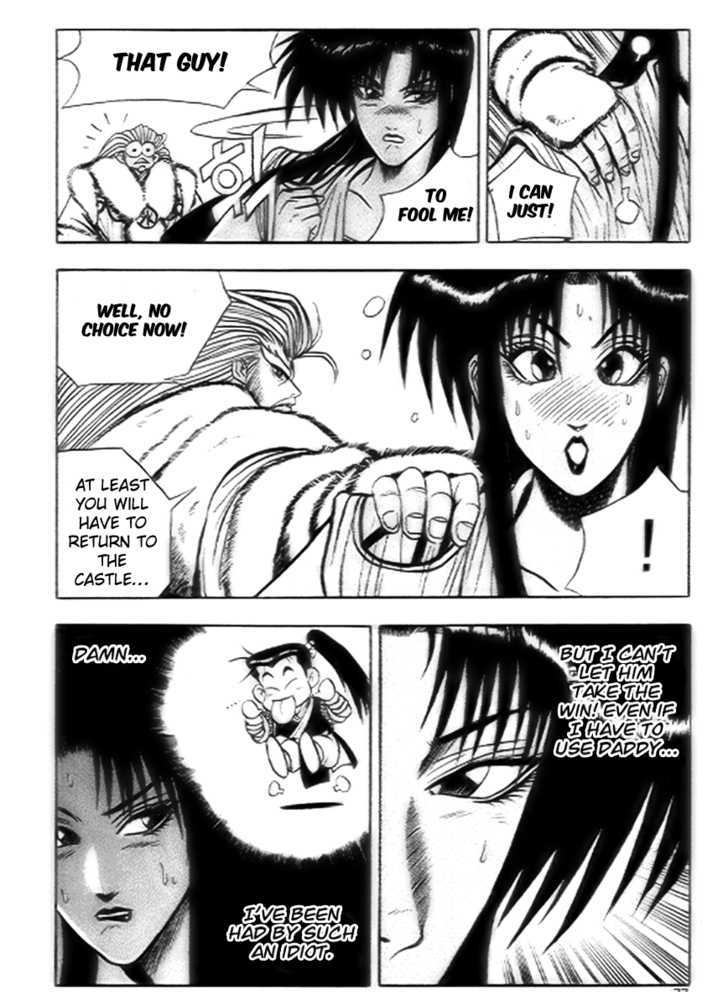 THAT GUY!
하
TO
FOOL ME!
I CAN
JUST!
WELL, NO
CHOICE NOW!
AT LEAST
YOU WILL
HAVE TO
RETURN TO
THE
CASTLE...
!
DAMN...
I'VE BEEN
HAD BY SUCH
AN IDIOT.
BUT I CAN'T
LET HIM
TAKE THE
WIN! EVEN IF
I HAVE TO
USE DADDY...